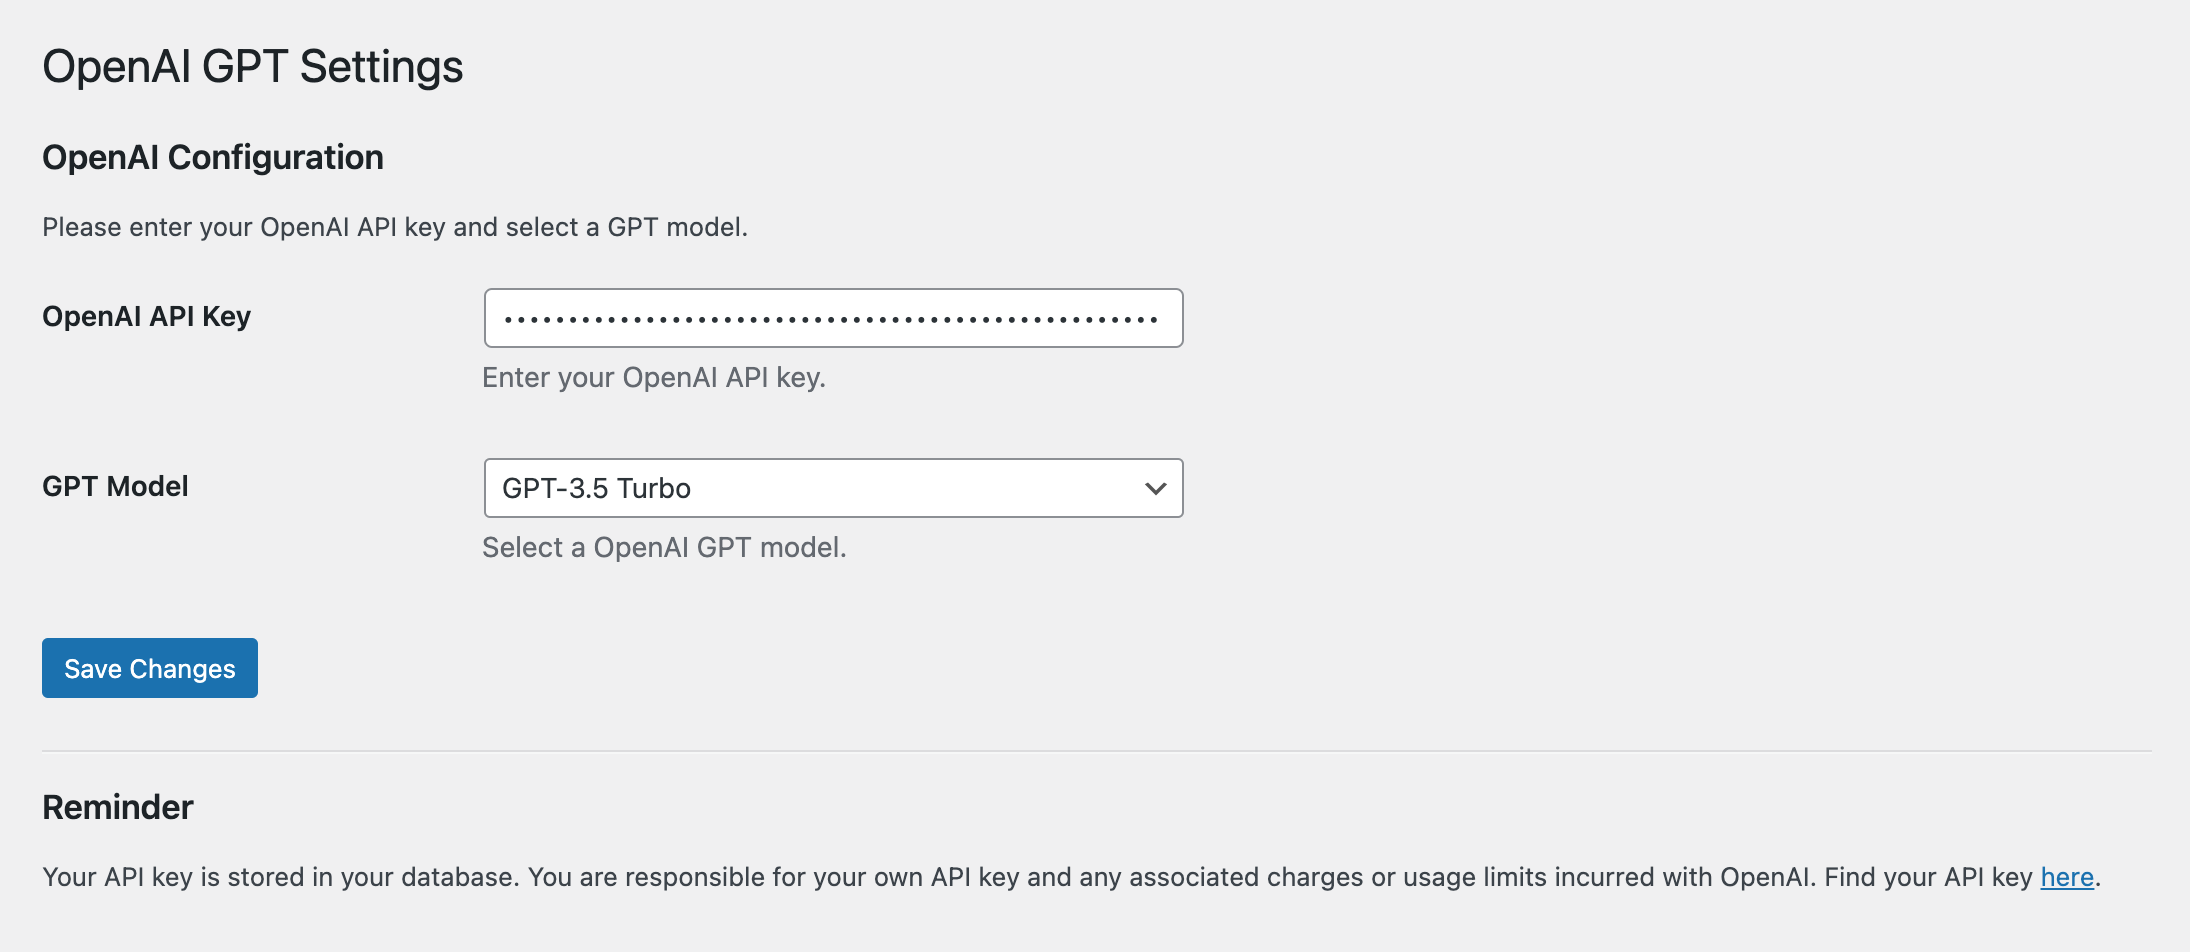 OpenAI GPT Settings
OpenAI Configuration
Please enter your OpenAI API key and select a GPT model.
OpenAI API Key
Enter your OpenAI API key.
GPT Model
GPT-3.5 Turbo
Select a OpenAI GPT model.
Save Changes
Reminder
Your API key is stored in your database. You are responsible for your own API key and any associated charges or usage limits incurred with OpenAI. Find your API key here.